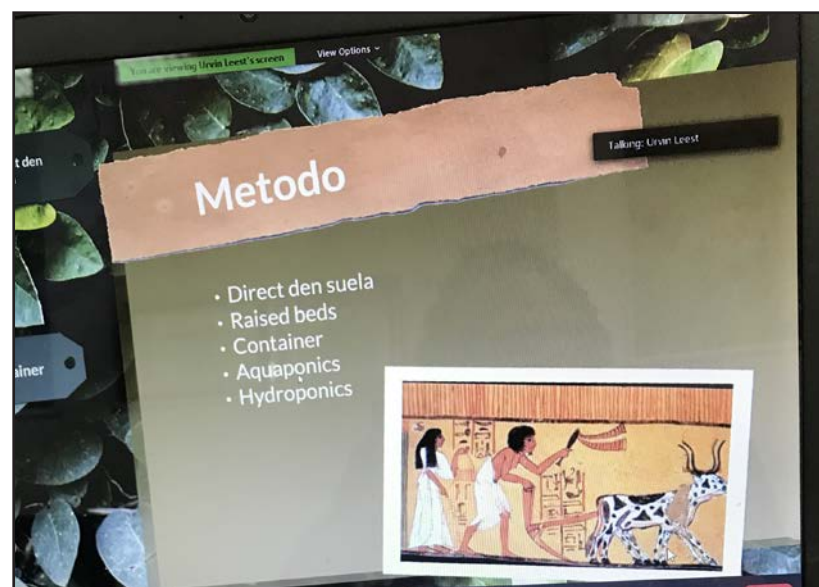 You are viewing Urvin Leest's screen
View Options
Talking: Urvin Leest
t den
Metodo
• Direct den suela
• Raised beds
• Container
• Aquaponics
• Hydroponics
ainer